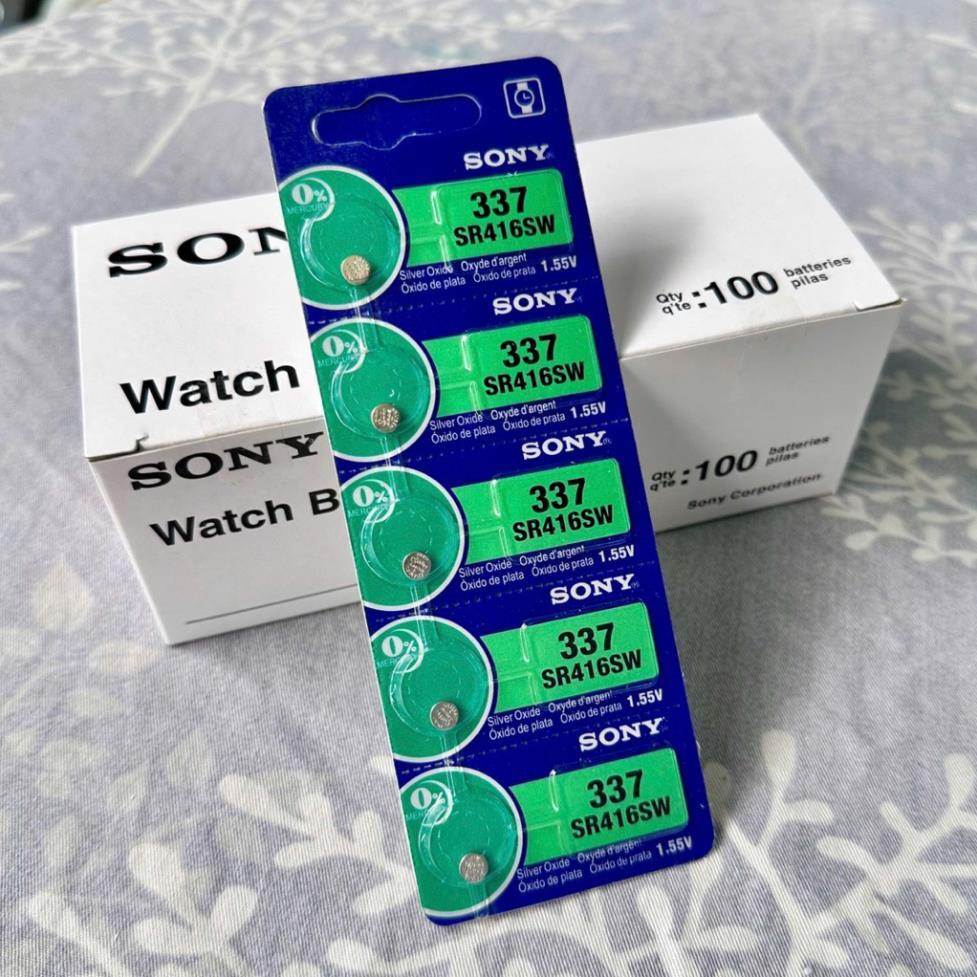 SONY
0%
MERCURY
337
SR416SW
Silver Oxide Oxyde d'argent
Óxido de plata Óxido de prata 1.55V
SONY
0%
MERCURY
337
SR416SW
Silver Oxide Oxyde d'argent
Óxido de plata Óxido de prata 1.55V
SONY
0%
MERCURY
337
SR416SW
Silver Oxide Oxyde d'argent
Óxido de plata Óxido de prata 1.55V
SONY
0%
MERCURY
337
SR416SW
Silver Oxide Oxyde d'argent
Óxido de plata Óxido de prata 1.55V
SONY
0%
MERCURY
337
SR416SW
Silver Oxide Oxyde d'argent
Óxido de plata Óxido de prata 1.55V
SON
Watch
Qty
q'te :100 batteries
pilas
SONY
Watch B
Qty
q'te :100 batteries
pilas
Sony Corporation